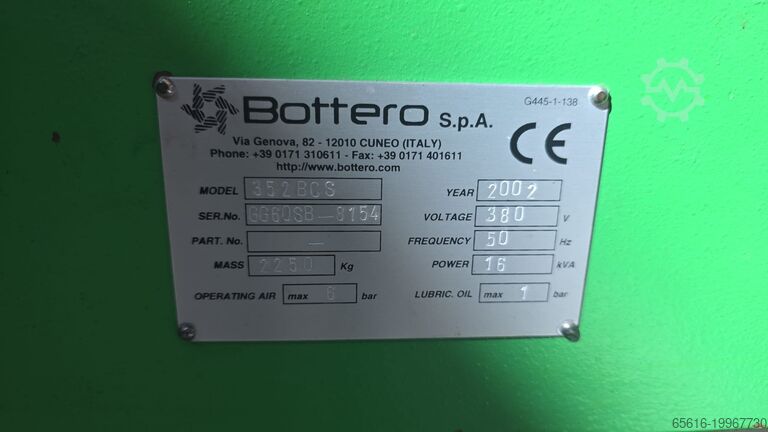 Bottero S.p.A.
G445-1-138
Via Genova, 82 - 12010 CUNEO (ITALY)
Phone: +39 0171 310611 - Fax: +39 0171 401611
http://www.bottero.com
CE
MODEL 352BCS YEAR 2002
SER.No. GG6QSB-8154 VOLTAGE 380 V
PART. No. — FREQUENCY 50 Hz
MASS 2250 Kg POWER 16 kVA
OPERATING AIR max 6 bar LUBRIC. OIL max 1 bar
65616-19967730